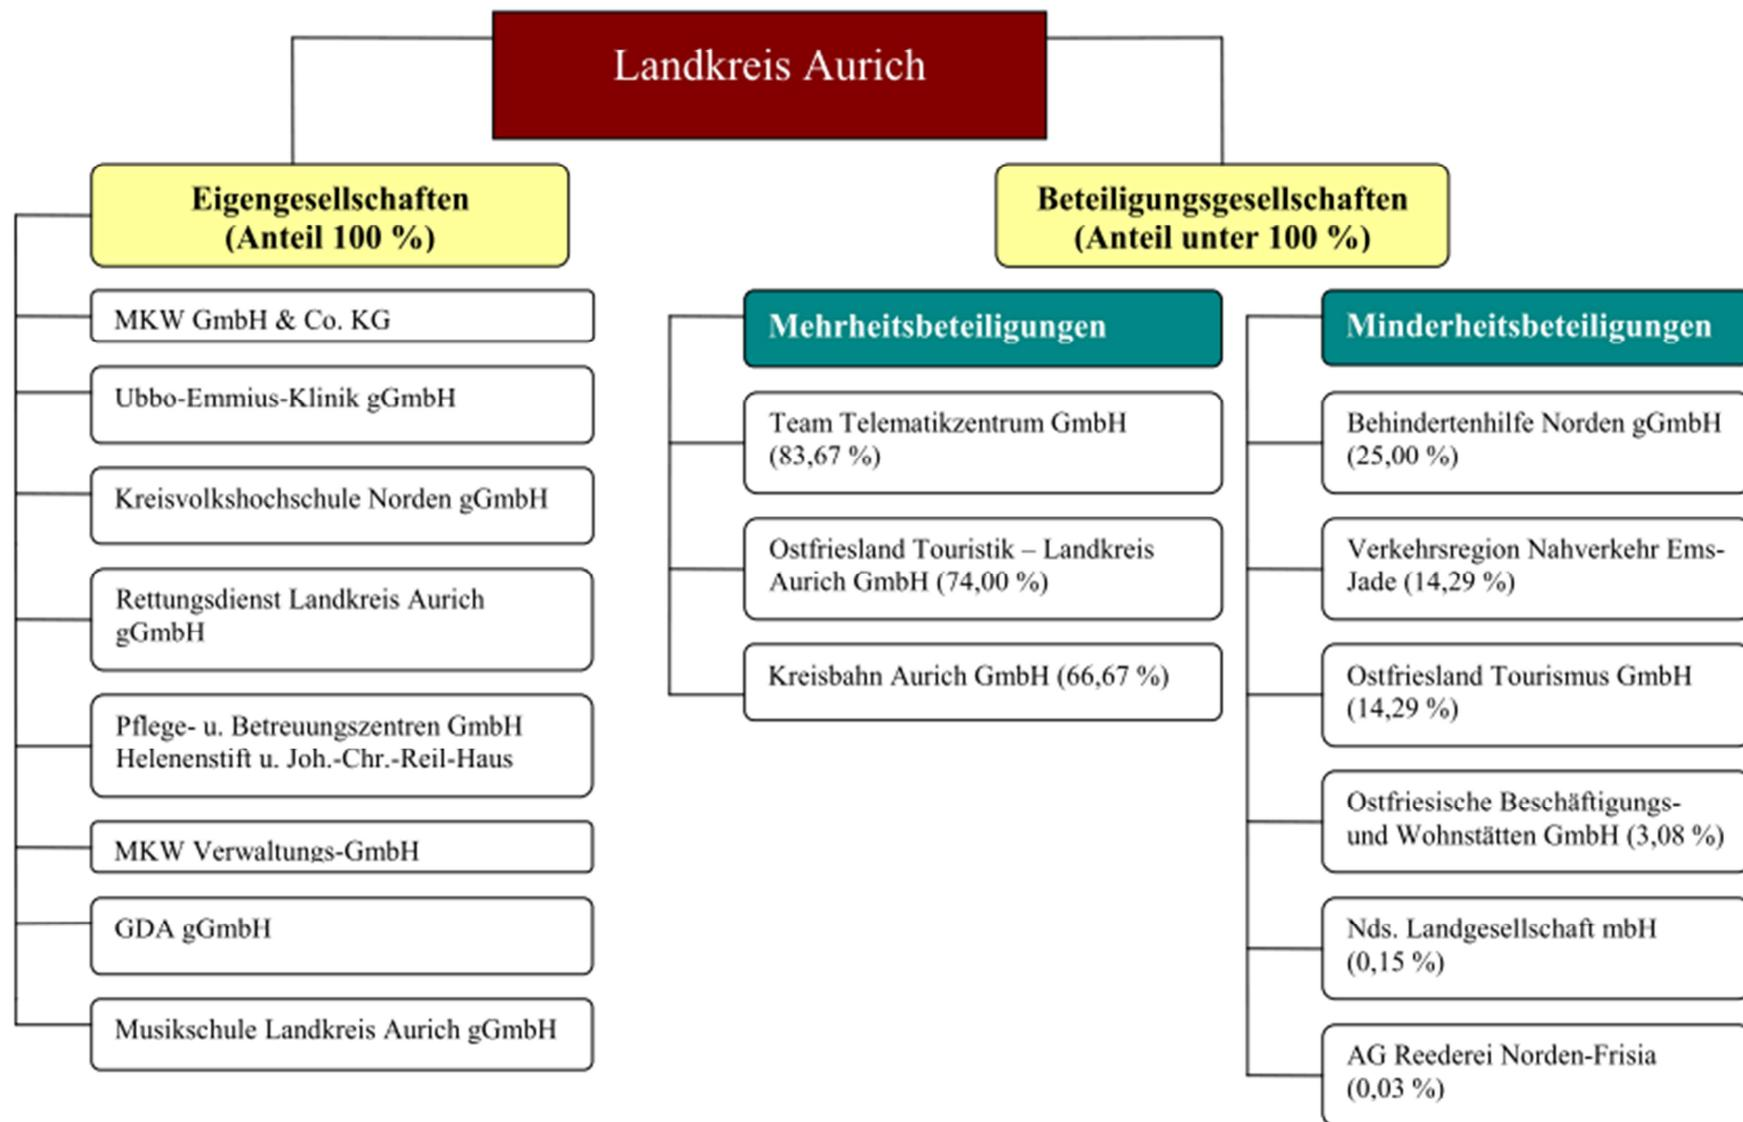 Landkreis Aurich
Eigengesellschaften
(Anteil 100 %)
MKW GmbH & Co. KG
Ubbo-Emmius-Klinik gGmbH
Kreisvolkshochschule Norden gGmbH
Rettungsdienst Landkreis Aurich
gGmbH
Pflege- u. Betreuungszentren GmbH
Helenenstift u. Joh.-Chr.-Reil-Haus
MKW Verwaltungs-GmbH
GDA gGmbH
Musikschule Landkreis Aurich gGmbH
Beteiligungsgesellschaften
(Anteil unter 100 %)
Mehrheitsbeteiligungen
Team Telematikzentrum GmbH
(83,67 %)
Ostfriesland Touristik – Landkreis
Aurich GmbH (74,00 %)
Kreisbahn Aurich GmbH (66,67 %)
Minderheitsbeteiligungen
Behindertenhilfe Norden gGmbH
(25,00 %)
Verkehrsregion Nahverkehr Ems-
Jade (14,29 %)
Ostfriesland Tourismus GmbH
(14,29 %)
Ostfriesische Beschäftigungs-
und Wohnstätten GmbH (3,08 %)
Nds. Landgesellschaft mbH
(0,15 %)
AG Reederei Norden-Frisia
(0,03 %)